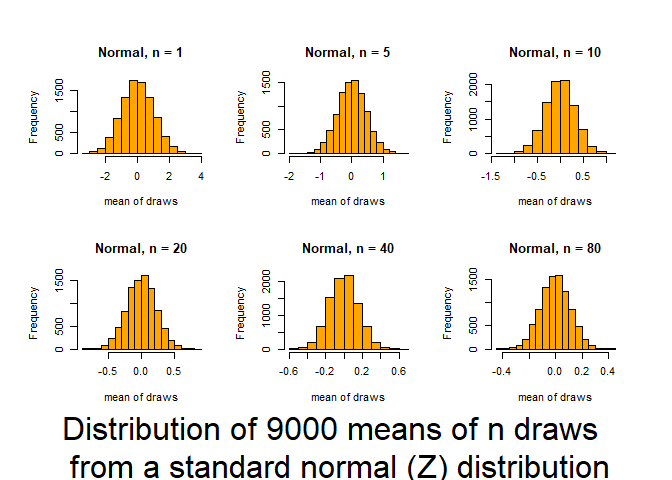 Normal, n = 1
Frequency
0 500 1500
-2 0 2 4
mean of draws
Normal, n = 5
Frequency
0 500 1500
-2 -1 0 1
mean of draws
Normal, n = 10
Frequency
0 1000 2000
-1.5 -0.5 0.5
mean of draws
Normal, n = 20
Frequency
0 500 1500
-0.5 0.0 0.5
mean of draws
Normal, n = 40
Frequency
0 1000 2000
-0.6 -0.3 0.0 0.3 0.6
mean of draws
Normal, n = 80
Frequency
0 500 1500
-0.4 0.0 0.2 0.4
mean of draws
Distribution of 9000 means of n draws
from a standard normal (Z) distribution